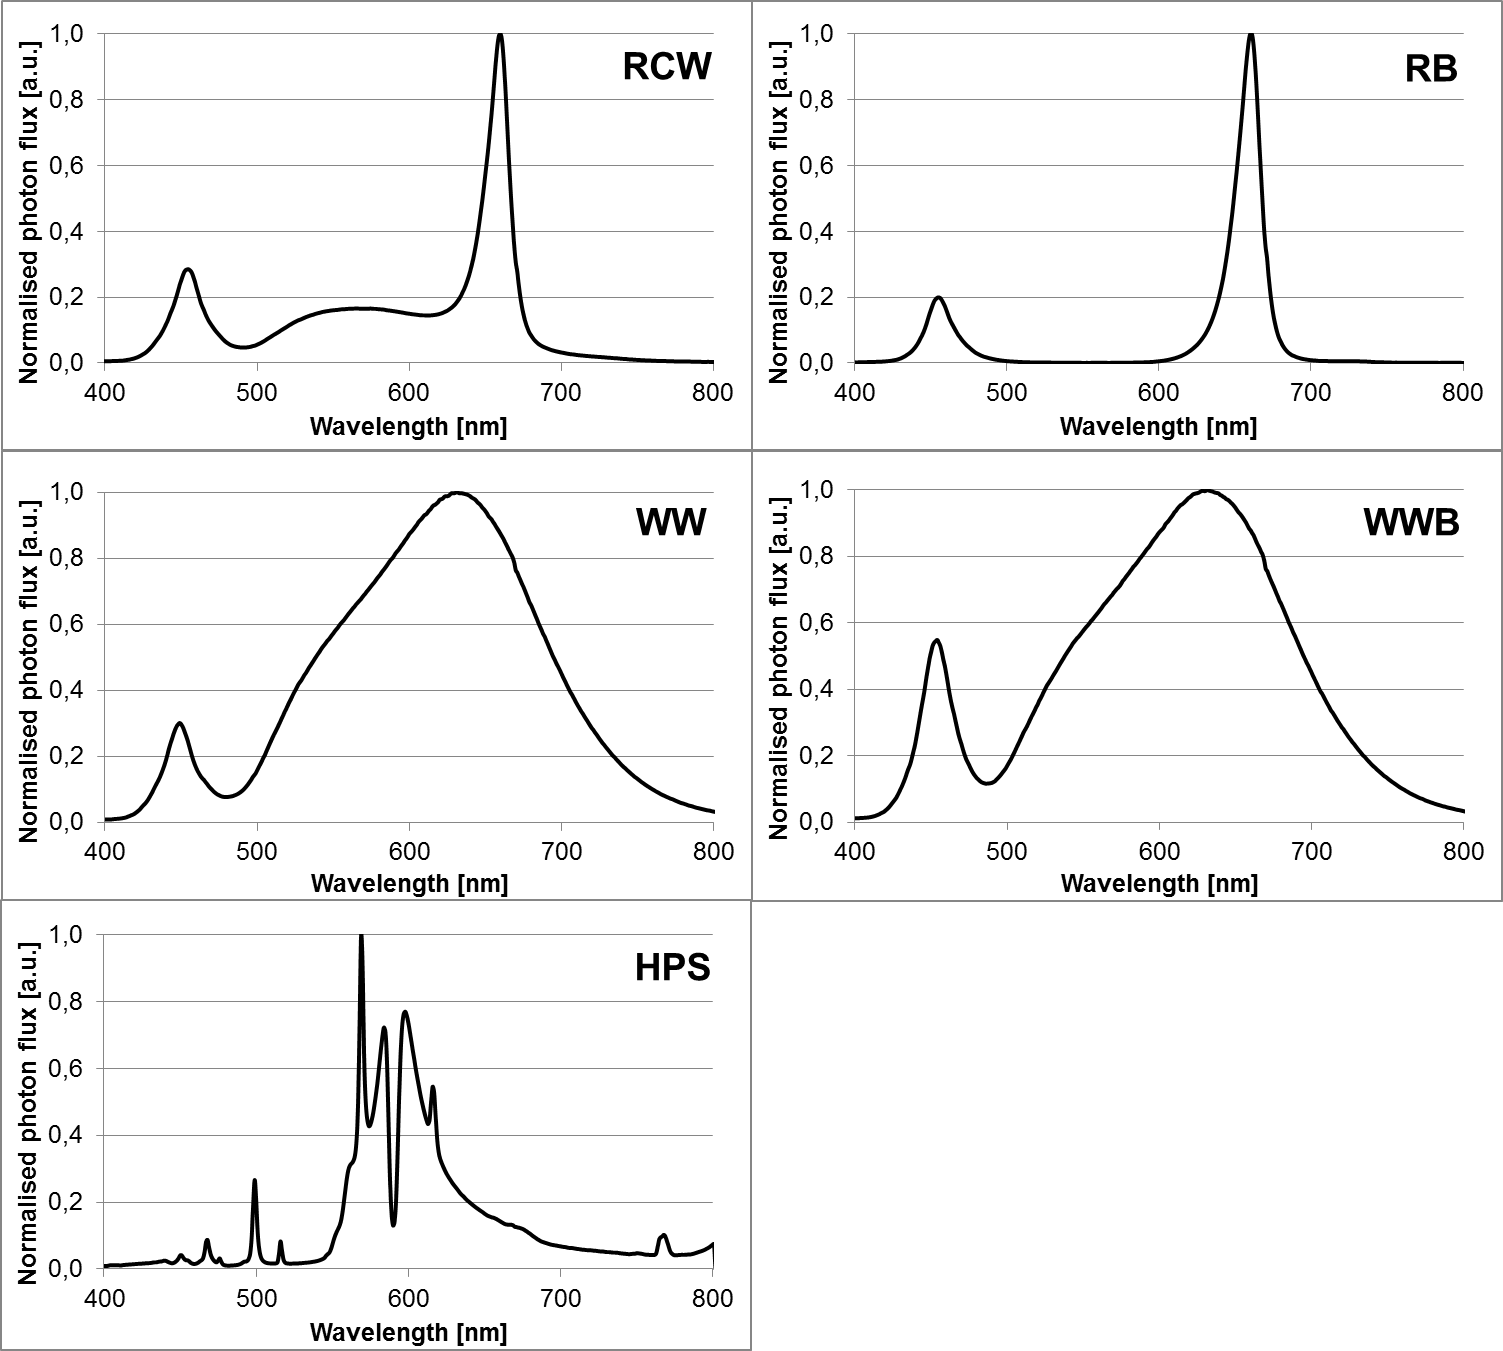 RCW
Normalised photon flux [a.u.]
1,0
0,8
0,6
0,4
0,2
0,0
400 500 600 700 800
Wavelength [nm]
RB
Normalised photon flux [a.u.]
1,0
0,8
0,6
0,4
0,2
0,0
400 500 600 700 800
Wavelength [nm]
WW
Normalised photon flux [a.u.]
1,0
0,8
0,6
0,4
0,2
0,0
400 500 600 700 800
Wavelength [nm]
WWB
Normalised photon flux [a.u.]
1,0
0,8
0,6
0,4
0,2
0,0
400 500 600 700 800
Wavelength [nm]
HPS
Normalised photon flux [a.u.]
1,0
0,8
0,6
0,4
0,2
0,0
400 500 600 700 800
Wavelength [nm]